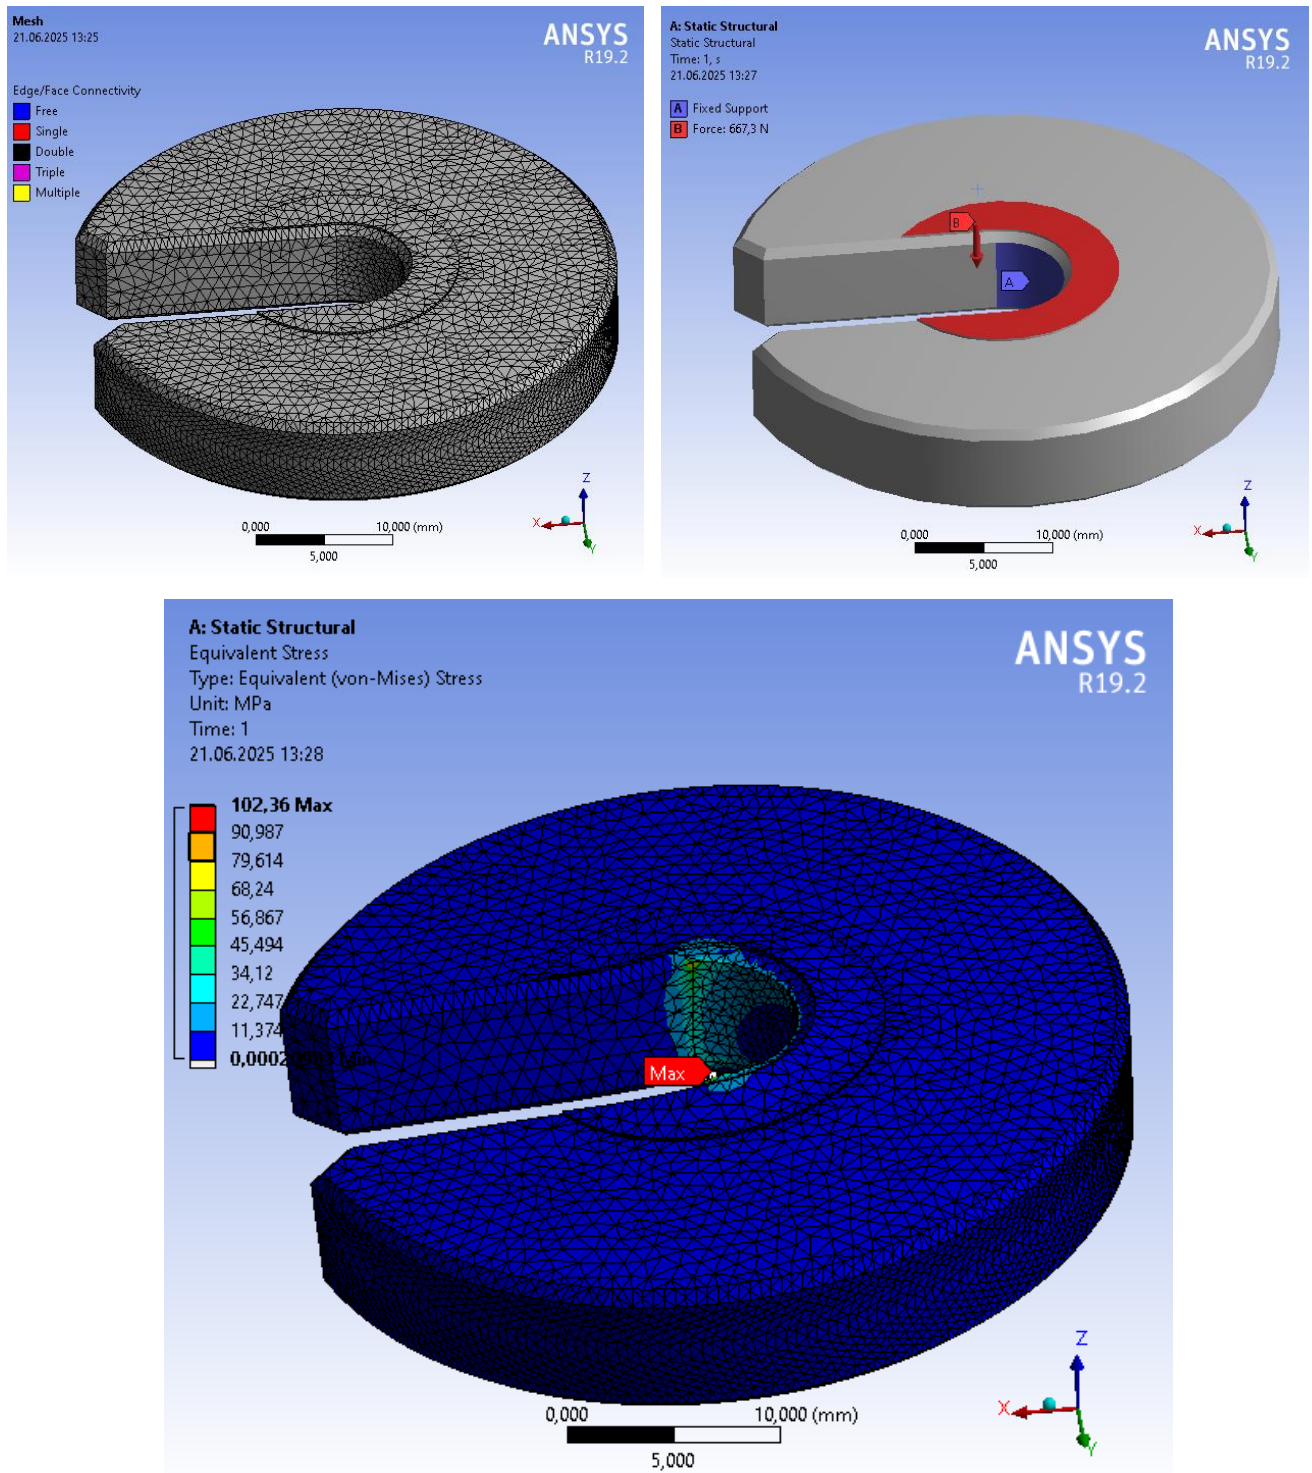 Mesh
21.06.2025 13:25
ANSYS
R19.2
Edge/Face Connectivity
Free
Single
Double
Triple
Multiple
0,000
10,000 (mm)
5,000
Z
X
Y
A: Static Structural
Static Structural
Time: 1, s
21.06.2025 13:27
ANSYS
R19.2
A Fixed Support
B Force: 667,3 N
B
A
0,000
10,000 (mm)
5,000
Z
X
Y
A: Static Structural
Equivalent Stress
Type: Equivalent (von-Mises) Stress
Unit: MPa
Time: 1
21.06.2025 13:28
ANSYS
R19.2
102,36 Max
90,987
79,614
68,24
56,867
45,494
34,12
22,747
11,374
Min
Max
0,000
10,000 (mm)
5,000
Z
X
Y